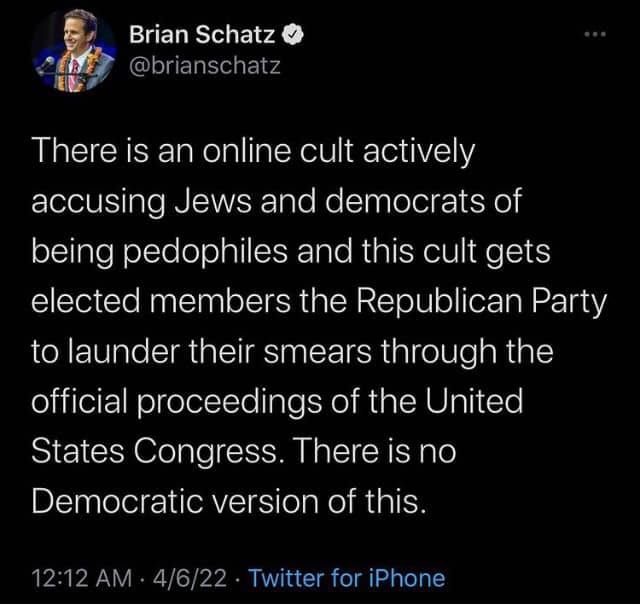 Brian Schatz
@brianschatz
There is an online cult actively
accusing Jews and democrats of
being pedophiles and this cult gets
elected members the Republican Party
to launder their smears through the
official proceedings of the United
States Congress. There is no
Democratic version of this.
12:12 AM · 4/6/22 · Twitter for iPhone